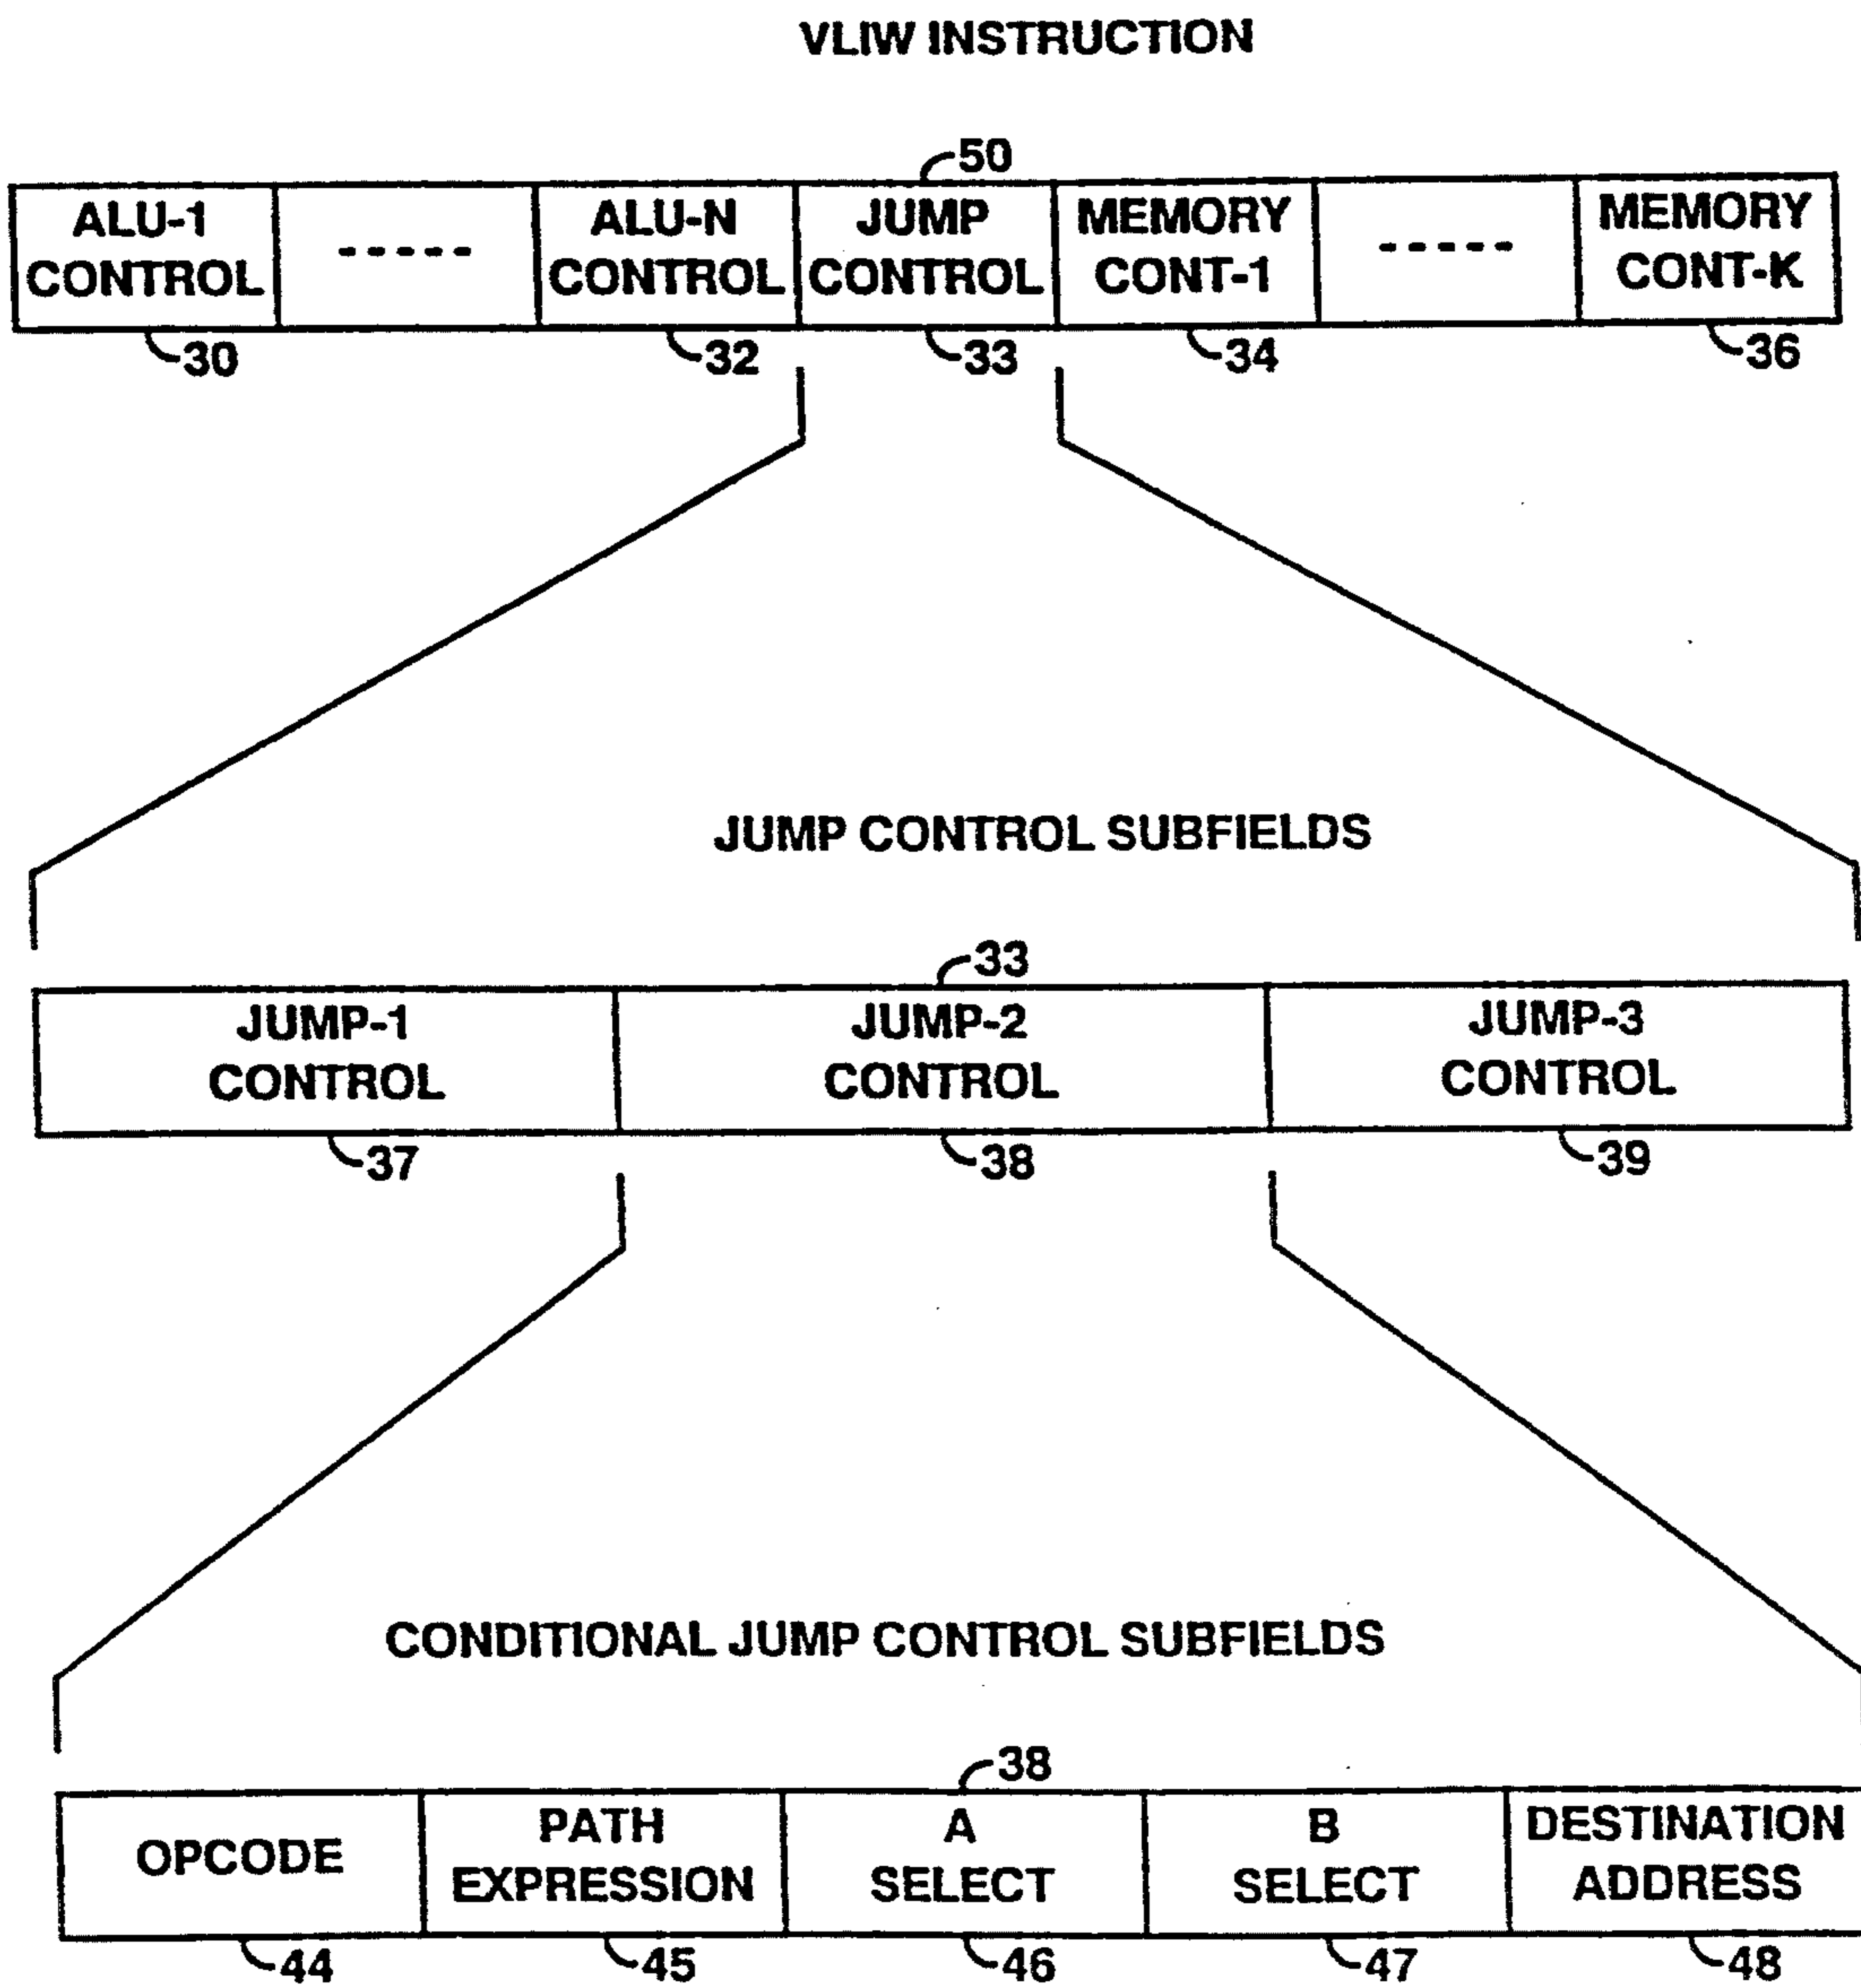 VLIW INSTRUCTION
50
ALU-1 CONTROL
-----
ALU-N CONTROL
JUMP CONTROL
MEMORY CONT-1
-----
MEMORY CONT-K
30
32
33
34
36
JUMP CONTROL SUBFIELDS
33
JUMP-1 CONTROL
JUMP-2 CONTROL
JUMP-3 CONTROL
37
38
39
CONDITIONAL JUMP CONTROL SUBFIELDS
38
OPCODE
PATH EXPRESSION
A SELECT
B SELECT
DESTINATION ADDRESS
44
45
46
47
48